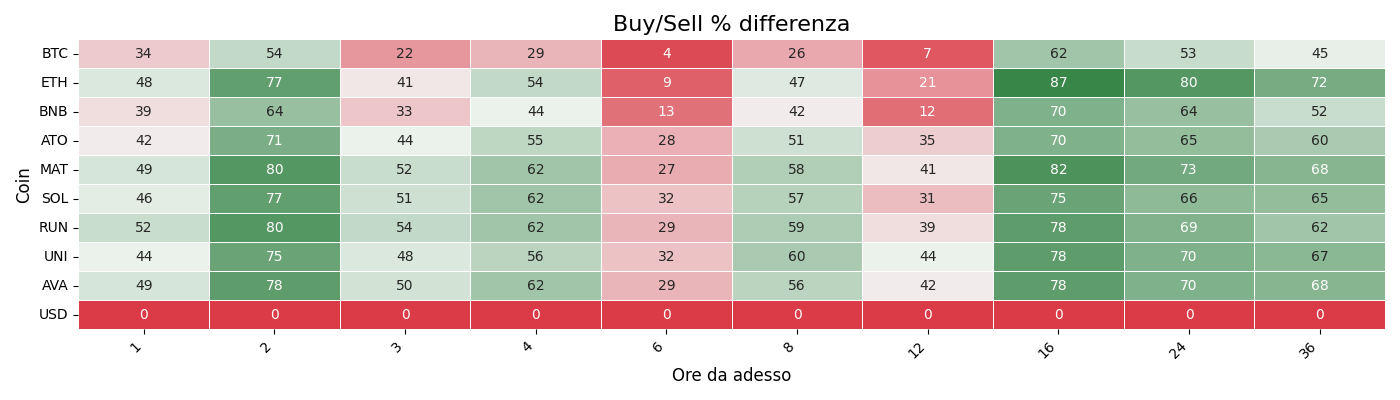 Buy/Sell % differenza
Coin
BTC 34 54 22 29 4 26 7 62 53 45
ETH 48 77 41 54 9 47 21 87 80 72
BNB 39 64 33 44 13 42 12 70 64 52
ATO 42 71 44 55 28 51 35 70 65 60
MAT 49 80 52 62 27 58 41 82 73 68
SOL 46 77 51 62 32 57 31 75 66 65
RUN 52 80 54 62 29 59 39 78 69 62
UNI 44 75 48 56 32 60 44 78 70 67
AVA 49 78 50 62 29 56 42 78 70 68
USD 0 0 0 0 0 0 0 0 0 0
1 2 3 4 6 8 12 16 24 36
Ore da adesso